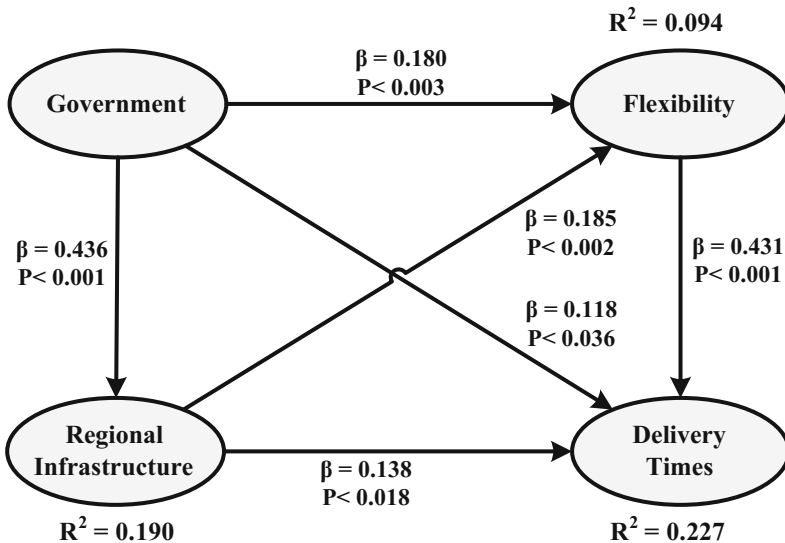 R² = 0.094
β = 0.180
P< 0.003
Government
Flexibility
β = 0.436
P< 0.001
β = 0.185
P< 0.002
β = 0.431
P< 0.001
β = 0.118
P< 0.036
Regional
Infrastructure
Delivery
Times
β = 0.138
P< 0.018
R² = 0.190
R² = 0.227